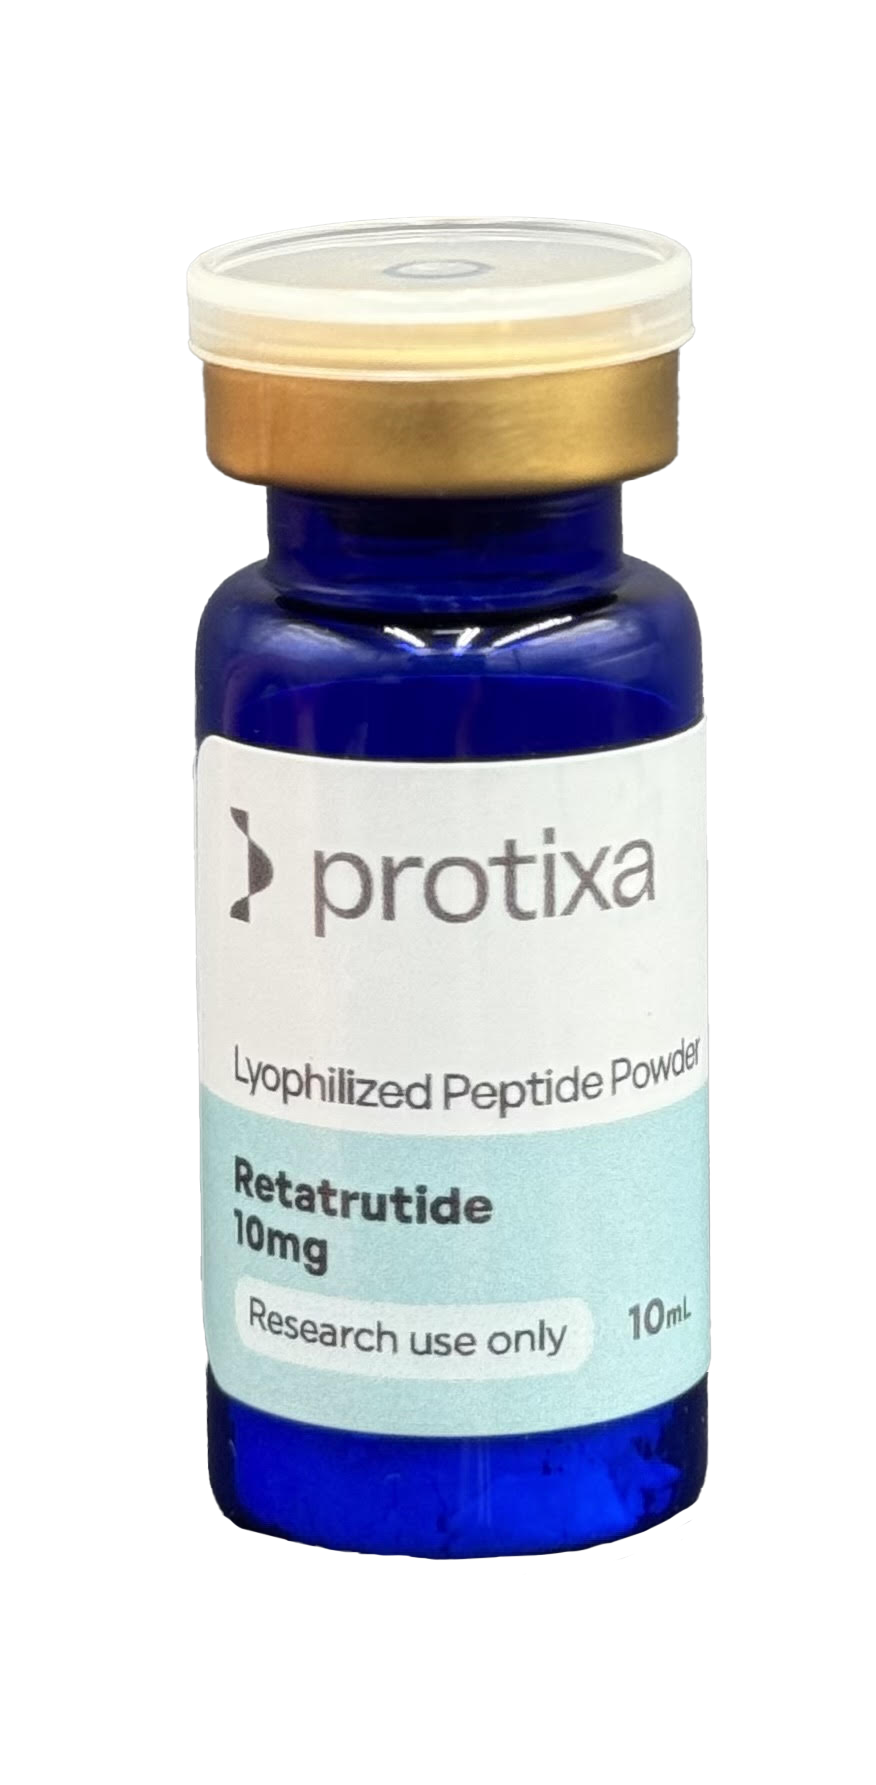 protixa
Lyophilized Peptide Powder
Retatrutide
10mg
Research use only
10mL